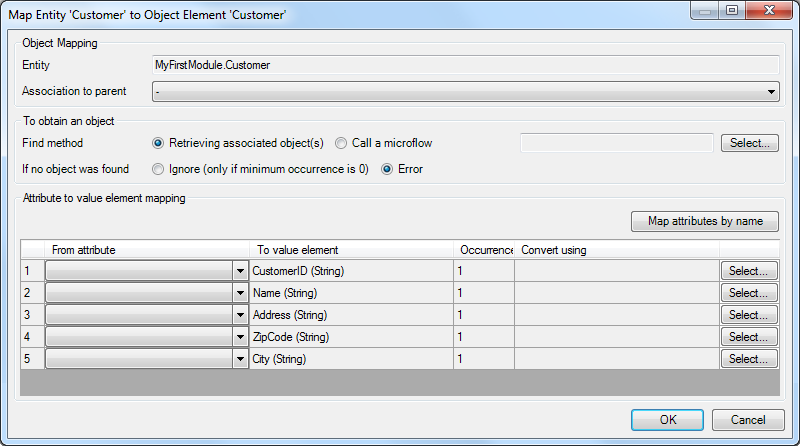 Map Entity 'Customer' to Object Element 'Customer'
Object Mapping
Entity MyFirstModule.Customer
Association to parent -
To obtain an object
Find method Retrieving associated object(s) Call a microflow Select...
If no object was found Ignore (only if minimum occurrence is 0) Error
Attribute to value element mapping
Map attributes by name
From attribute To value element Occurrence Convert using
1 CustomerID (String) 1 Select...
2 Name (String) 1 Select...
3 Address (String) 1 Select...
4 ZipCode (String) 1 Select...
5 City (String) 1 Select...
OK Cancel